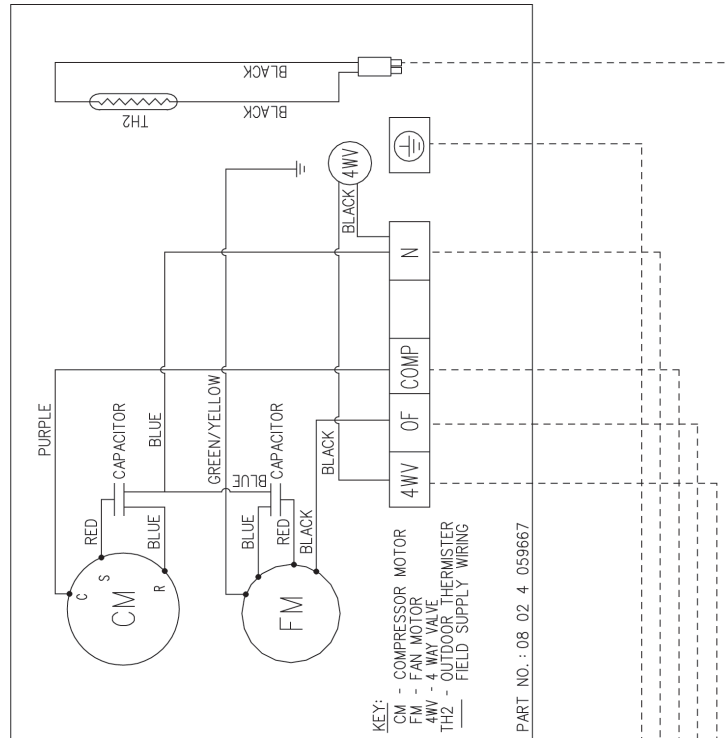 BLACK
BLACK
TH2
4WV
BLACK
N
COMP
OF
4WV
PURPLE
CAPACITOR
BLUE
GREEN/YELLOW
BLUE
CAPACITOR
BLACK
RED
BLUE
BLUE
RED
BLACK
C
S
R
CM
FM
KEY:
CM - COMPRESSOR MOTOR
FM - FAN MOTOR
4WV - 4 WAY VALVE
TH2 - OUTDOOR THERMISTER
FIELD SUPPLY WIRING
PART NO.: 08 02 4 059667